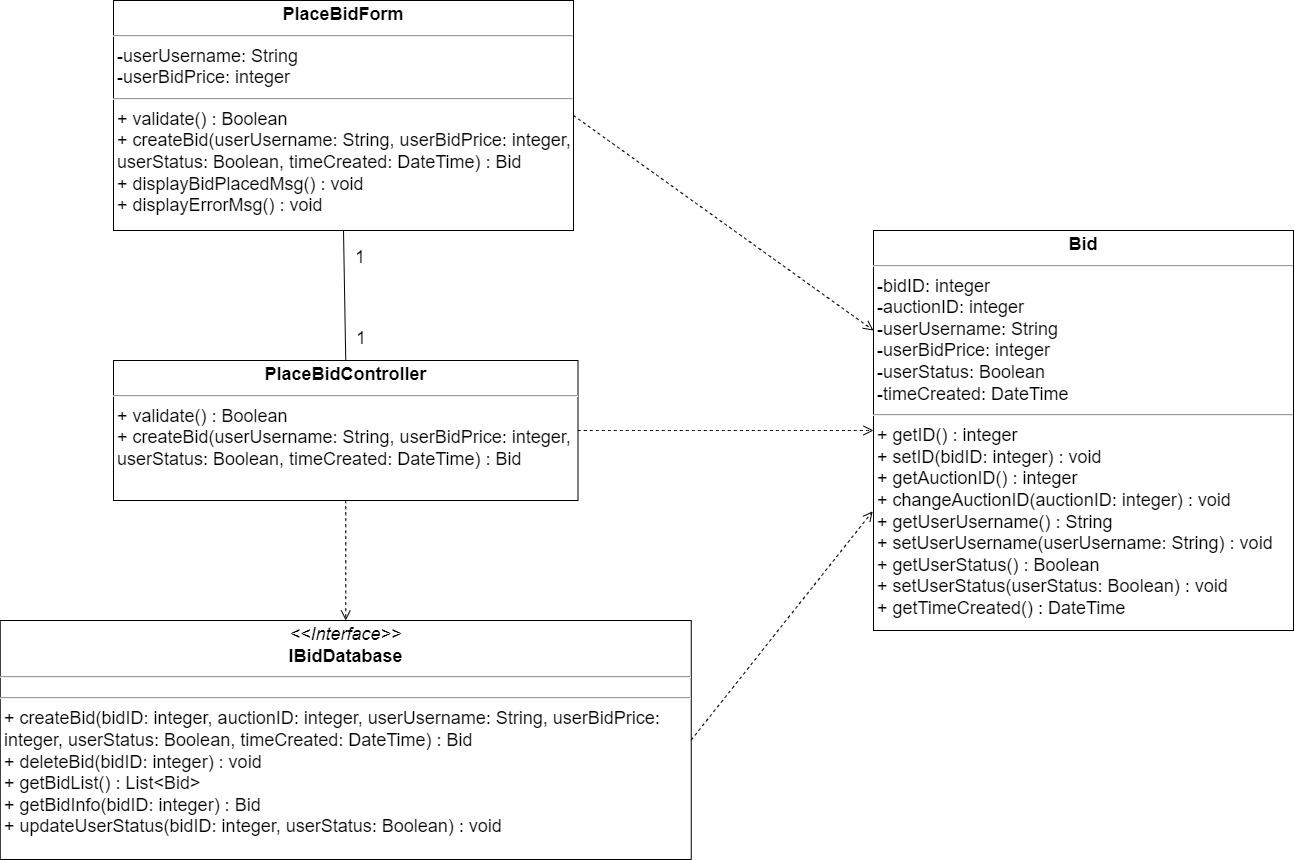 PlaceBidForm
-userUsername: String
-userBidPrice: integer
+ validate() : Boolean
+ createBid(userUsername: String, userBidPrice: integer,
userStatus: Boolean, timeCreated: DateTime) : Bid
+ displayBidPlacedMsg() : void
+ displayErrorMsg() : void
1
1
PlaceBidController
+ validate() : Boolean
+ createBid(userUsername: String, userBidPrice: integer,
userStatus: Boolean, timeCreated: DateTime) : Bid
Bid
-bidID: integer
-auctionID: integer
-userUsername: String
-userBidPrice: integer
-userStatus: Boolean
-timeCreated: DateTime
+ getID() : integer
+ setID(bidID: integer) : void
+ getAuctionID() : integer
+ changeAuctionID(auctionID: integer) : void
+ getUserUsername() : String
+ setUserUsername(userUsername: String) : void
+ getUserStatus() : Boolean
+ setUserStatus(userStatus: Boolean) : void
+ getTimeCreated() : DateTime
<<Interface>>
IBidDatabase
+ createBid(bidID: integer, auctionID: integer, userUsername: String, userBidPrice:
integer, userStatus: Boolean, timeCreated: DateTime) : Bid
+ deleteBid(bidID: integer) : void
+ getBidList() : List<Bid>
+ getBidInfo(bidID: integer) : Bid
+ updateUserStatus(bidID: integer, userStatus: Boolean) : void